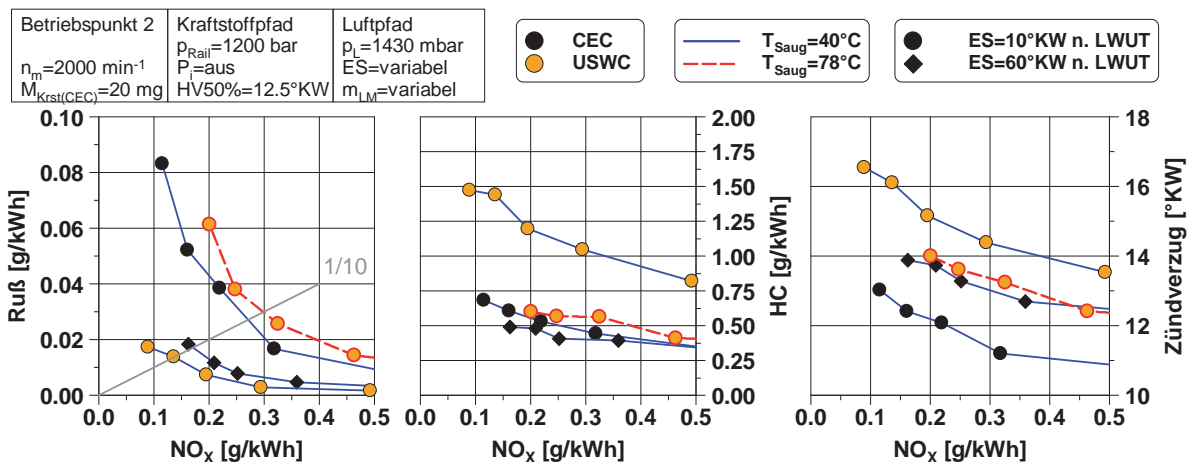 Betriebspunkt 2
n_m=2000 min⁻¹
M_Krst(CEC)=20 mg
Kraftstoffpfad
p_Rail=1200 bar
P_i=aus
HV50%=12.5°KW
Luftpfad
p_L=1430 mbar
ES=variabel
m_LM=variabel
CEC
USWC
T_Saug=40°C
T_Saug=78°C
ES=10°KW n. LWUT
ES=60°KW n. LWUT
Ruß [g/kWh]
0.10
0.08
0.06
0.04
0.02
0.00
1/10
0.0 0.1 0.2 0.3 0.4 0.5
NO_X [g/kWh]
2.00
1.75
1.50
1.25
1.00
0.75
0.50
0.25
0.00
HC [g/kWh]
0.0 0.1 0.2 0.3 0.4 0.5
NO_X [g/kWh]
18
16
14
12
10
Zündverzug [°KW]
0.0 0.1 0.2 0.3 0.4 0.5
NO_X [g/kWh]